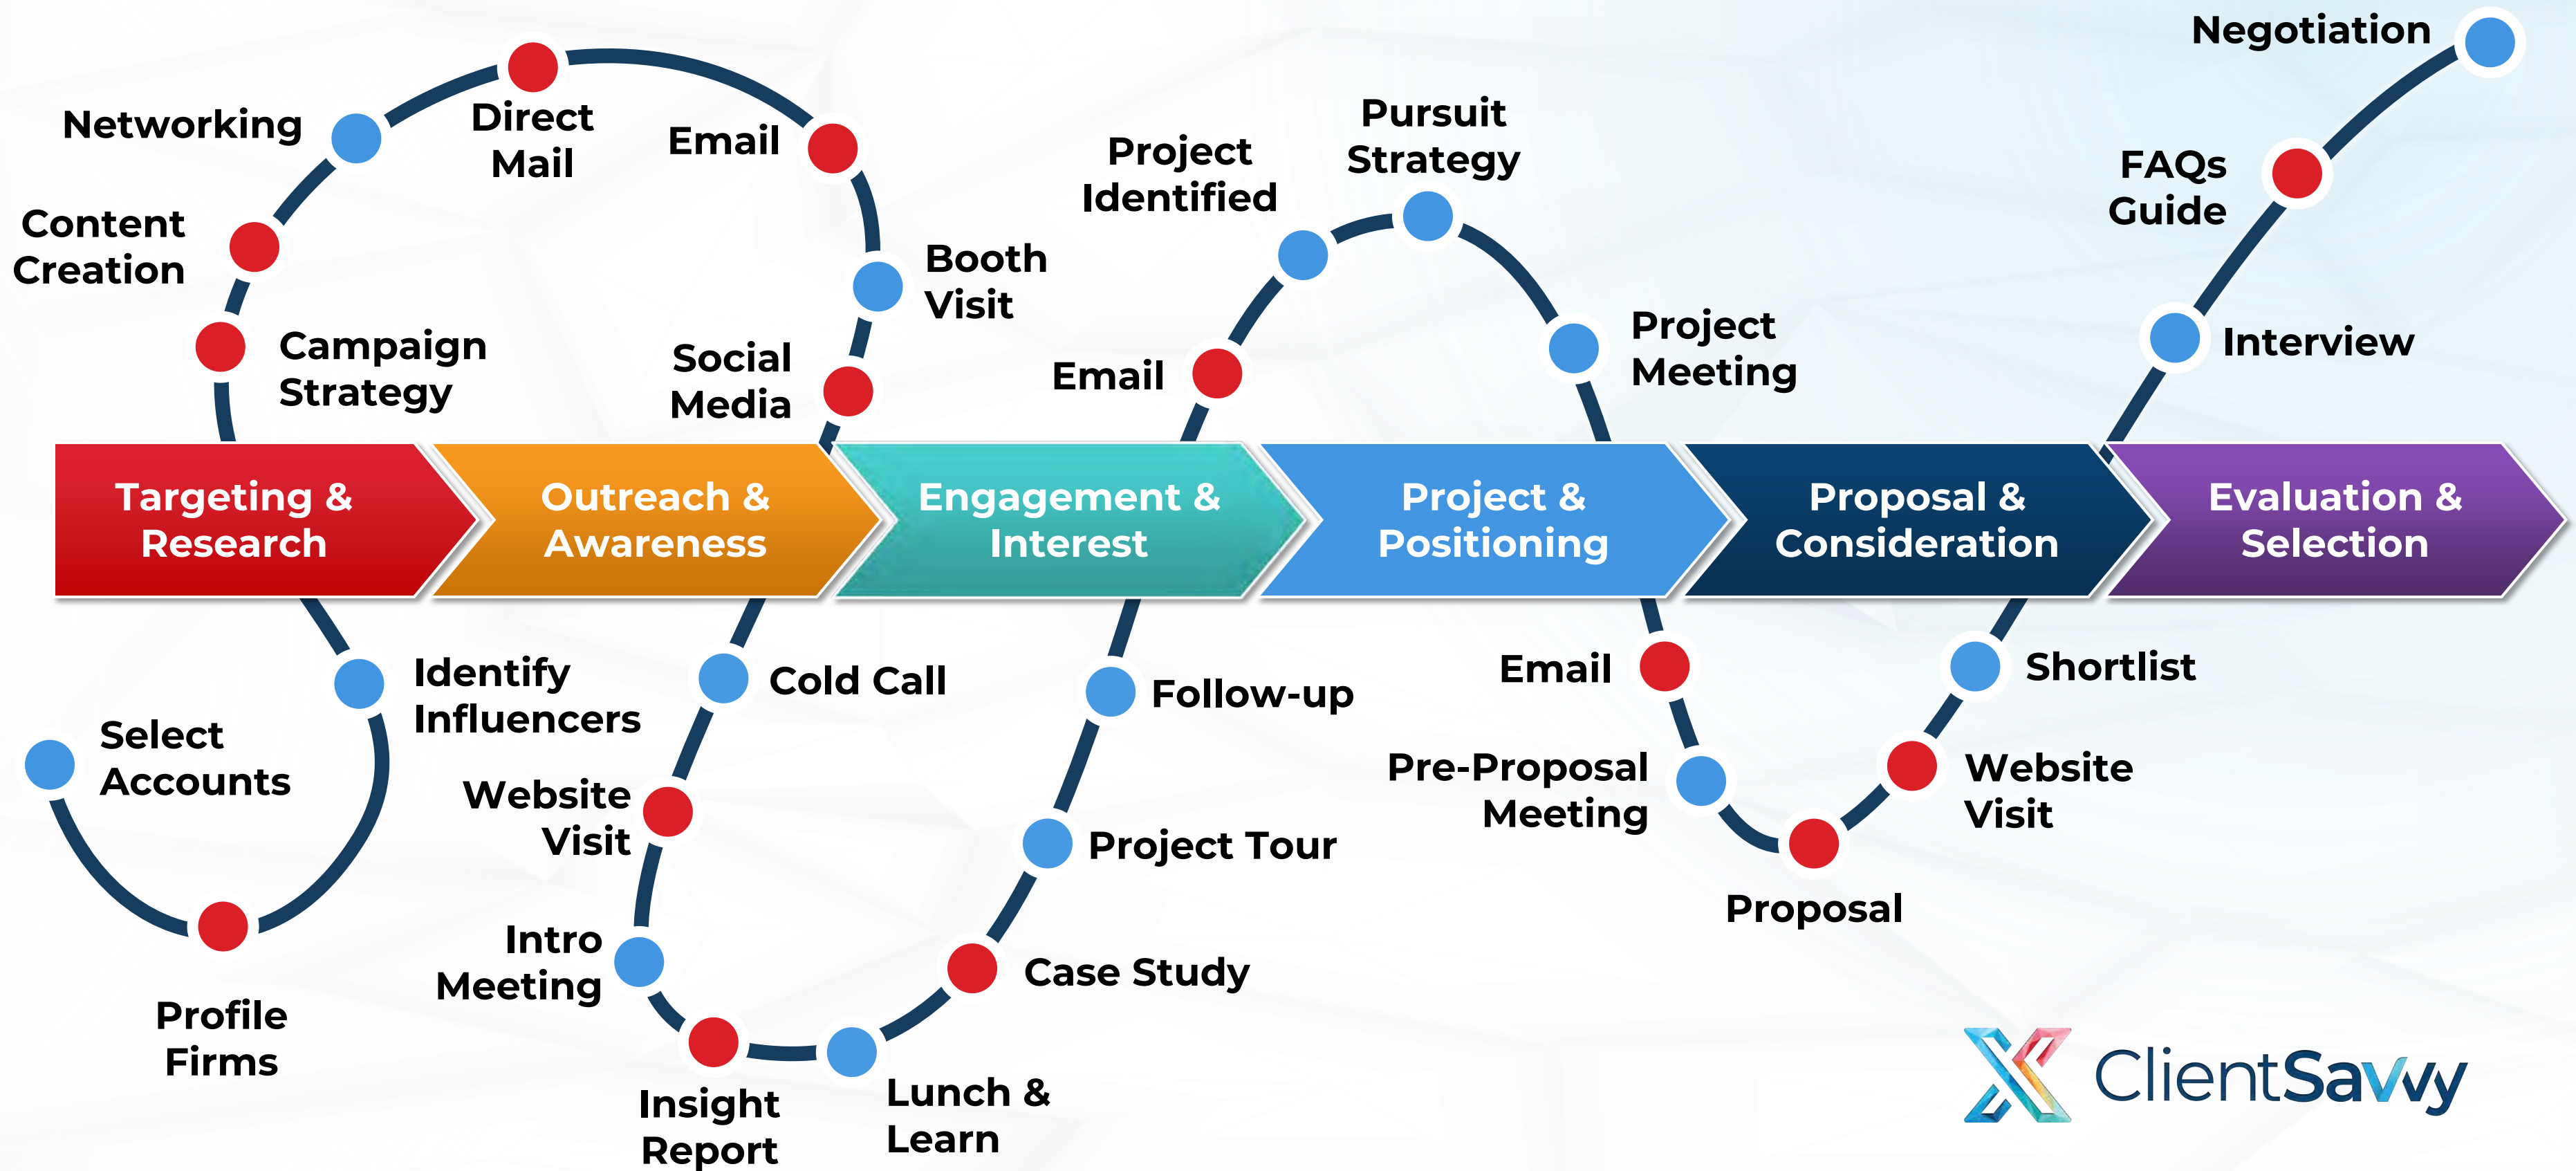 Negotiation
Networking
Direct
Mail
Email
Pursuit
Strategy
Project
Identified
FAQs
Guide
Content
Creation
Booth
Visit
Campaign
Strategy
Social
Media
Email
Project
Meeting
Interview
Targeting &
Research
Outreach &
Awareness
Engagement &
Interest
Project &
Positioning
Proposal &
Consideration
Evaluation &
Selection
Identify
Influencers
Select
Accounts
Profile
Firms
Cold Call
Website
Visit
Intro
Meeting
Insight
Report
Lunch &
Learn
Case Study
Project Tour
Follow-up
Email
Pre-Proposal
Meeting
Proposal
Website
Visit
Shortlist
ClientSavvy